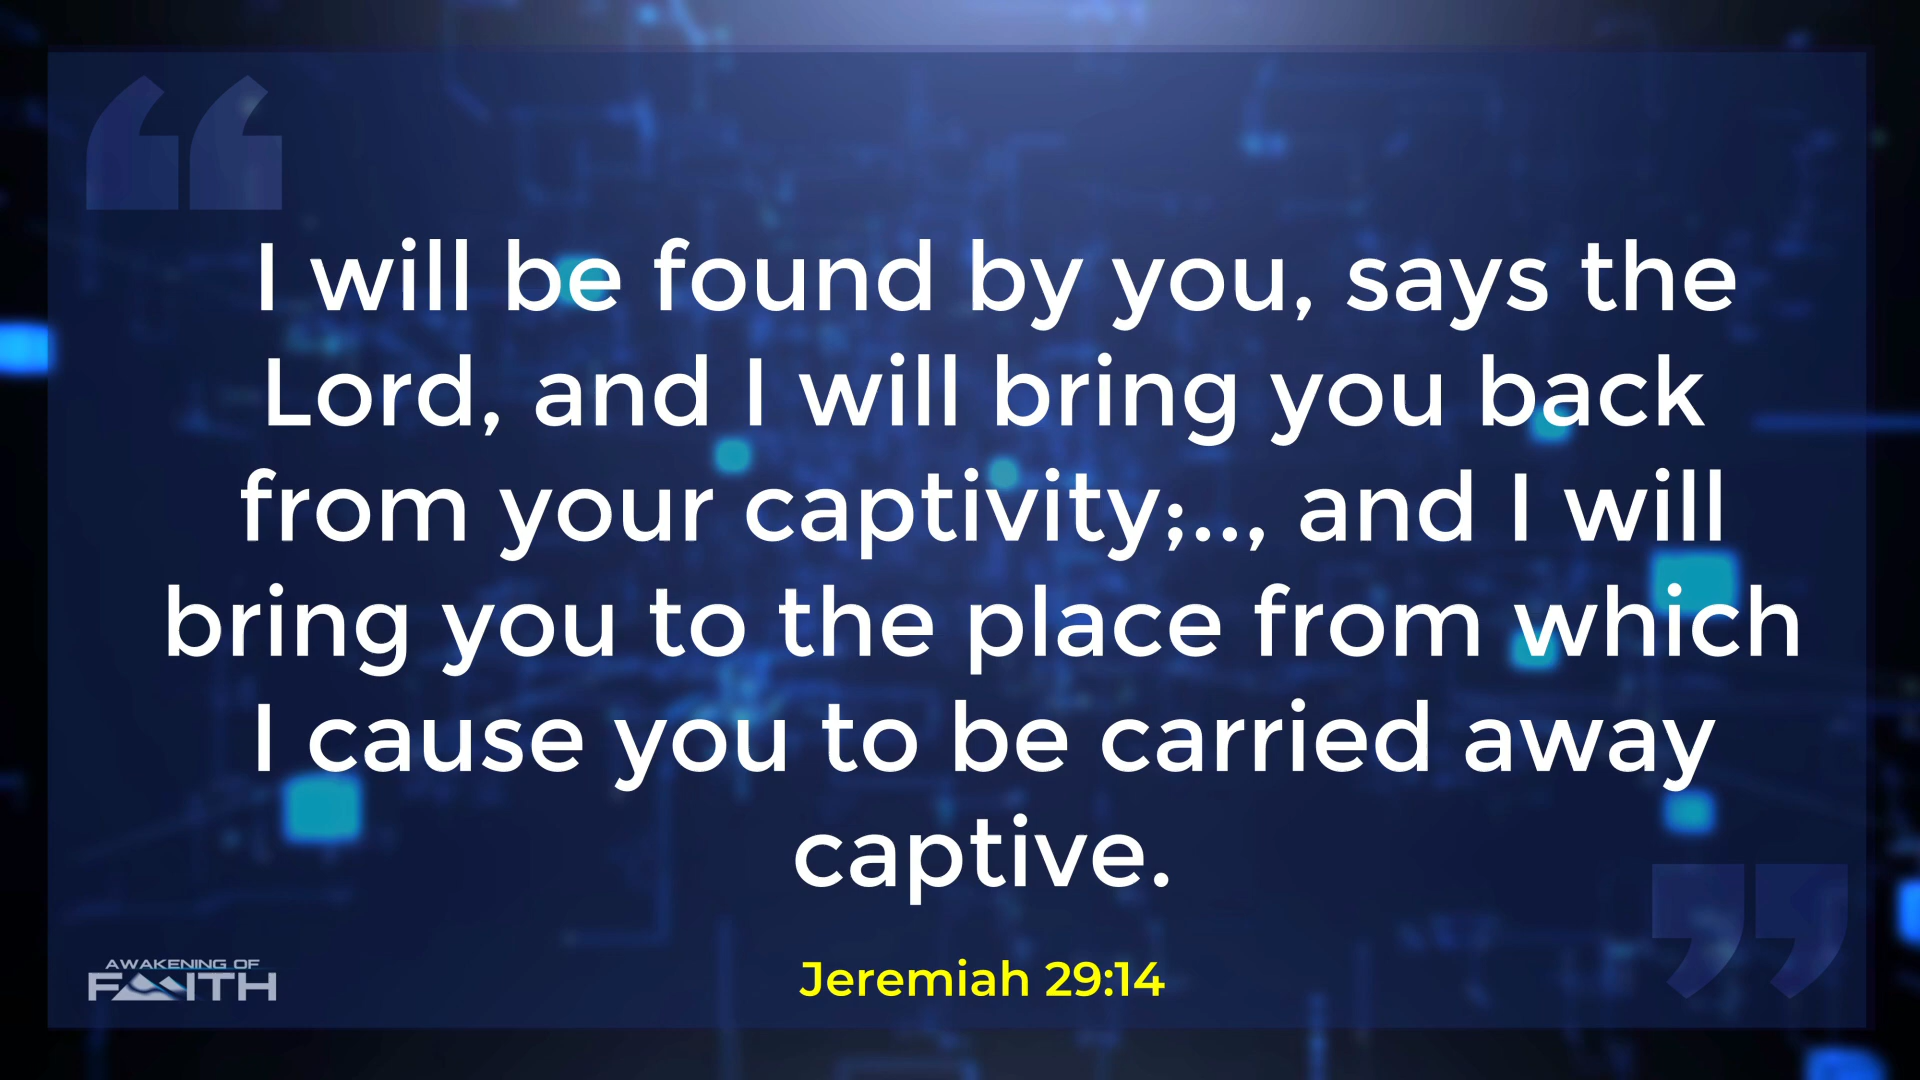 I will be found by you, says the
Lord, and I will bring you back
from your captivity;.., and I will
bring you to the place from which
I cause you to be carried away
captive.
Jeremiah 29:14
AWAKENING OF
FAITH